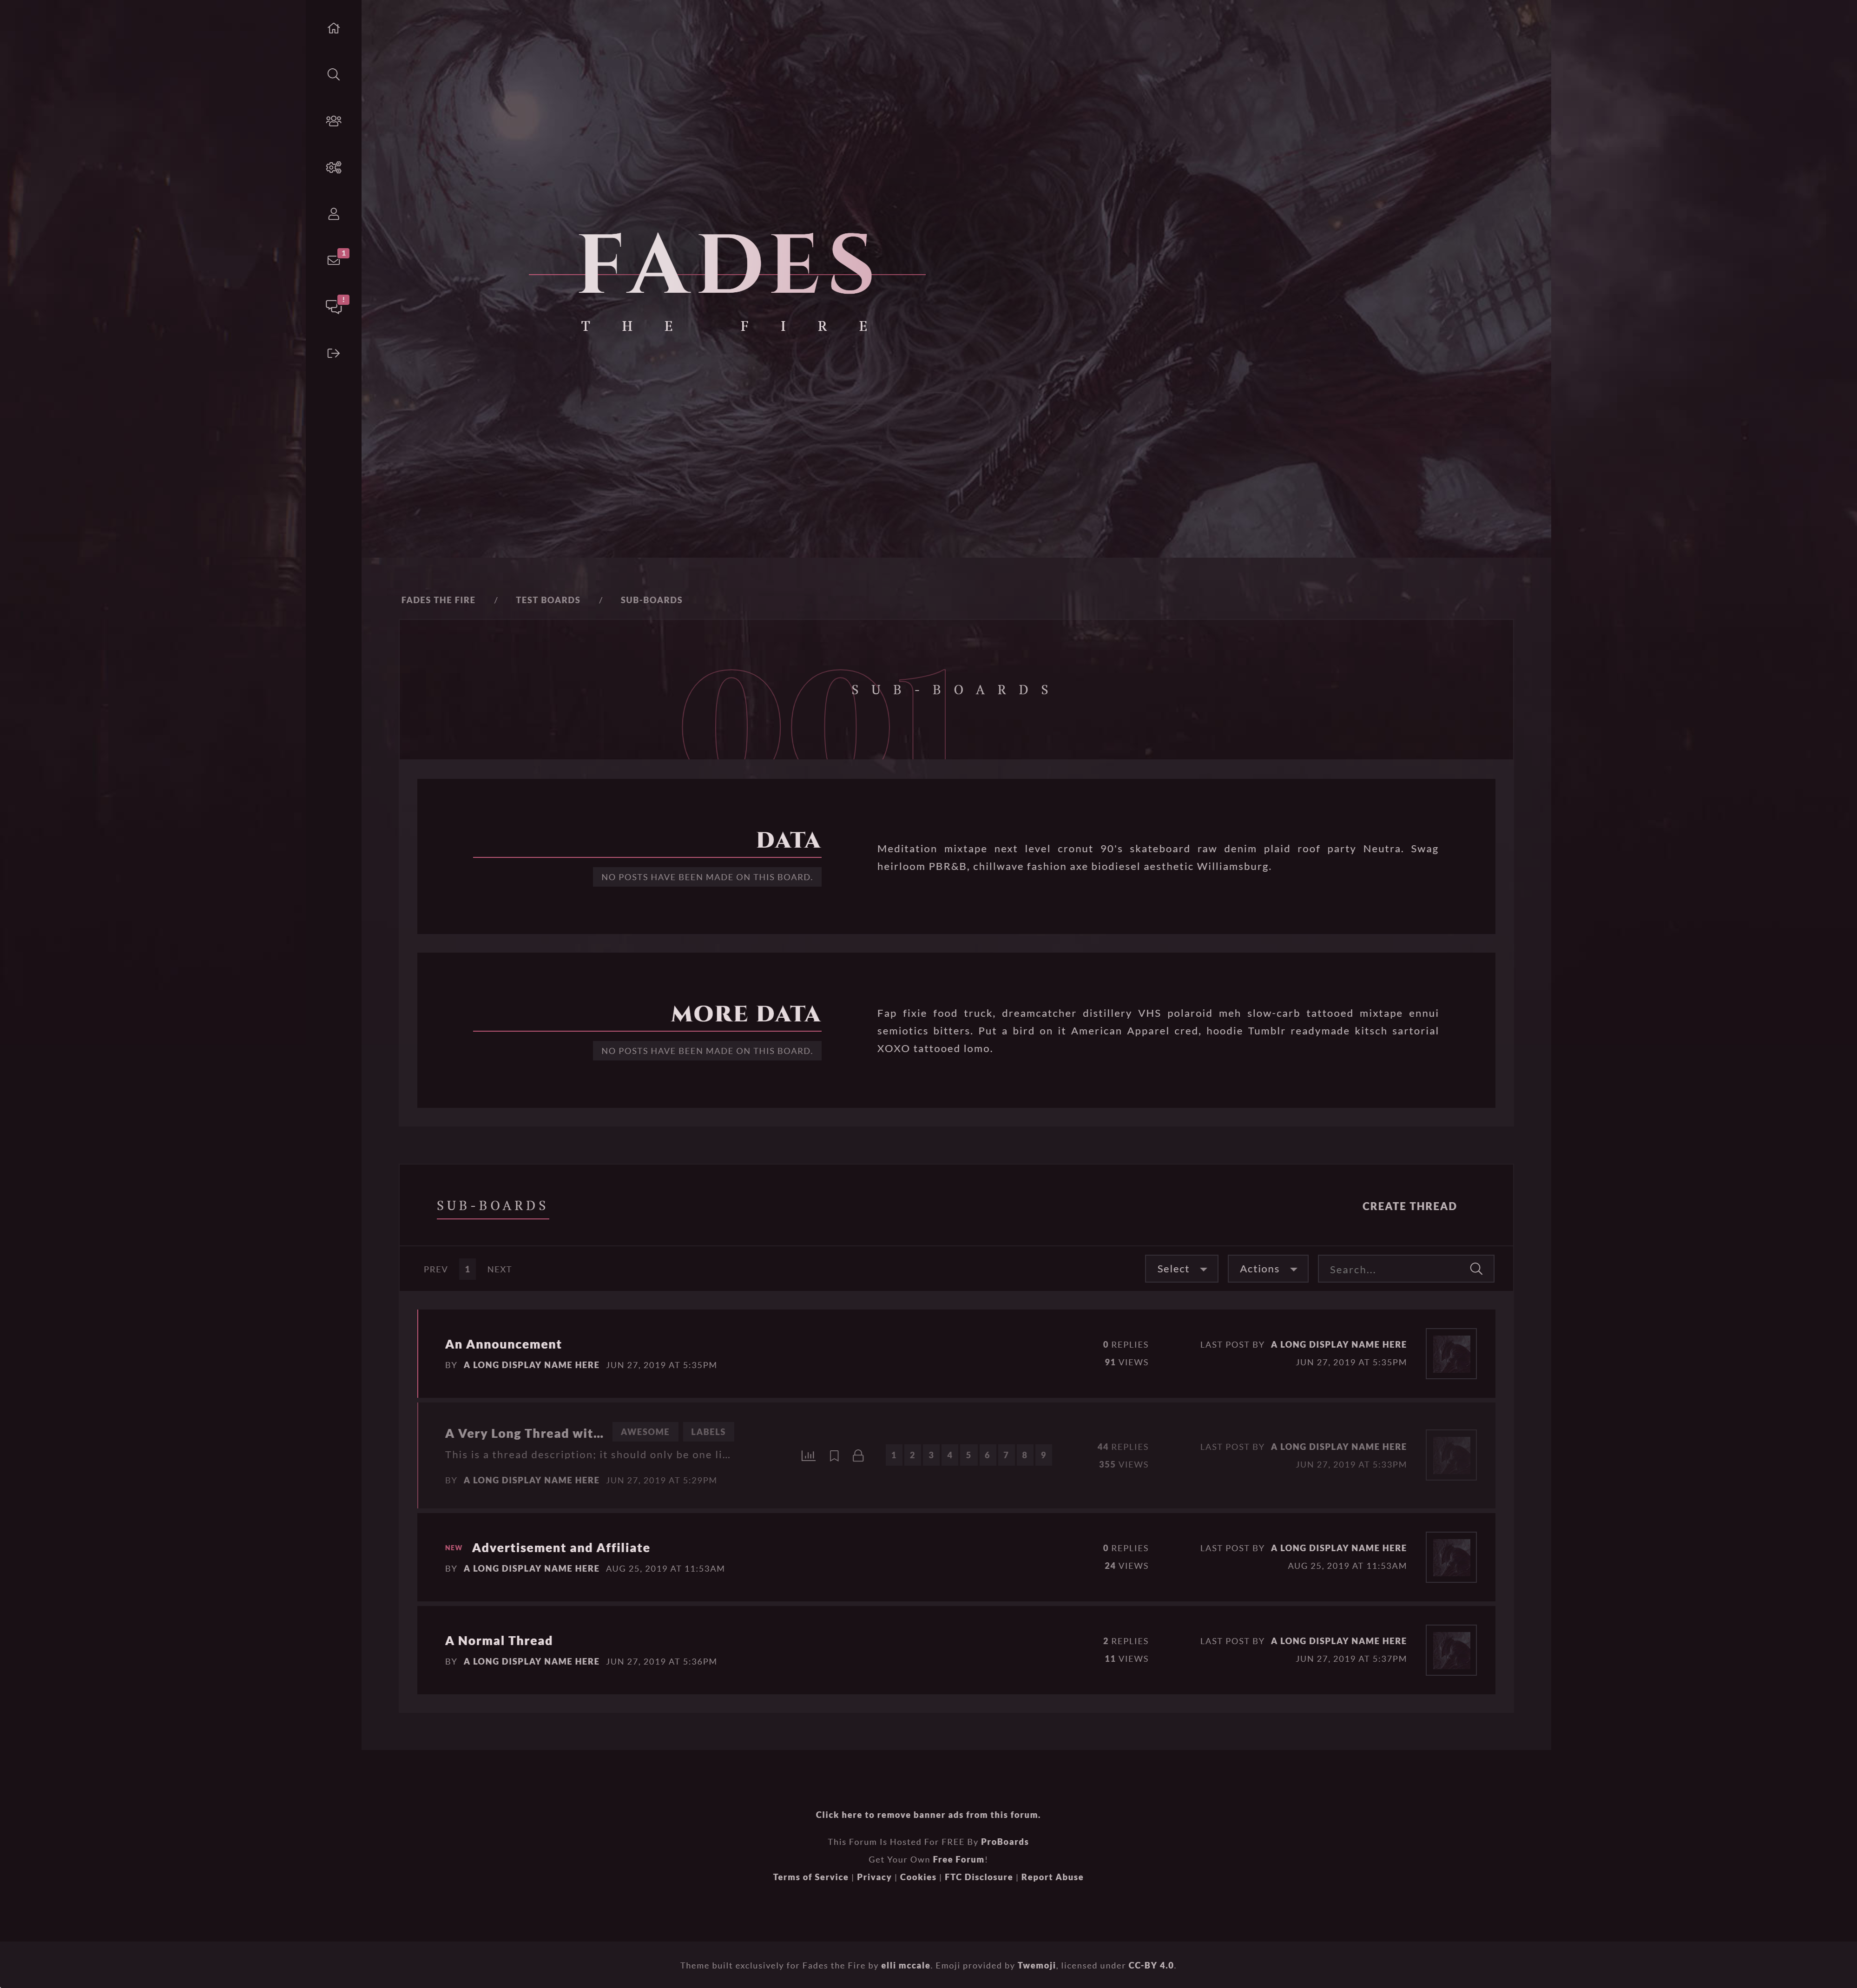 1
!
FADES
THE FIRE
FADES THE FIRE / TEST BOARDS / SUB-BOARDS
001
SUB-BOARDS
DATA
NO POSTS HAVE BEEN MADE ON THIS BOARD.
Meditation mixtape next level cronut 90's skateboard raw denim plaid roof party Neutra. Swag
heirloom PBR&B, chillwave fashion axe biodiesel aesthetic Williamsburg.
MORE DATA
NO POSTS HAVE BEEN MADE ON THIS BOARD.
Fap fixie food truck, dreamcatcher distillery VHS polaroid meh slow-carb tattooed mixtape ennui
semiotics bitters. Put a bird on it American Apparel cred, hoodie Tumblr readymade kitsch sartorial
XOXO tattooed lomo.
SUB-BOARDS
CREATE THREAD
PREV 1 NEXT
Select
Actions
Search...
An Announcement
BY A LONG DISPLAY NAME HERE JUN 27, 2019 AT 5:35PM
0 REPLIES
91 VIEWS
LAST POST BY A LONG DISPLAY NAME HERE
JUN 27, 2019 AT 5:35PM
A Very Long Thread wit... AWESOME LABELS
This is a thread description; it should only be one li...
BY A LONG DISPLAY NAME HERE JUN 27, 2019 AT 5:29PM
1 2 3 4 5 6 7 8 9
44 REPLIES
355 VIEWS
LAST POST BY A LONG DISPLAY NAME HERE
JUN 27, 2019 AT 5:33PM
NEW Advertisement and Affiliate
BY A LONG DISPLAY NAME HERE AUG 25, 2019 AT 11:53AM
0 REPLIES
24 VIEWS
LAST POST BY A LONG DISPLAY NAME HERE
AUG 25, 2019 AT 11:53AM
A Normal Thread
BY A LONG DISPLAY NAME HERE JUN 27, 2019 AT 5:36PM
2 REPLIES
11 VIEWS
LAST POST BY A LONG DISPLAY NAME HERE
JUN 27, 2019 AT 5:37PM
Click here to remove banner ads from this forum.
This Forum Is Hosted For FREE By ProBoards
Get Your Own Free Forum!
Terms of Service | Privacy | Cookies | FTC Disclosure | Report Abuse
Theme built exclusively for Fades the Fire by elli mccale. Emoji provided by Twemoji, licensed under CC-BY 4.0.